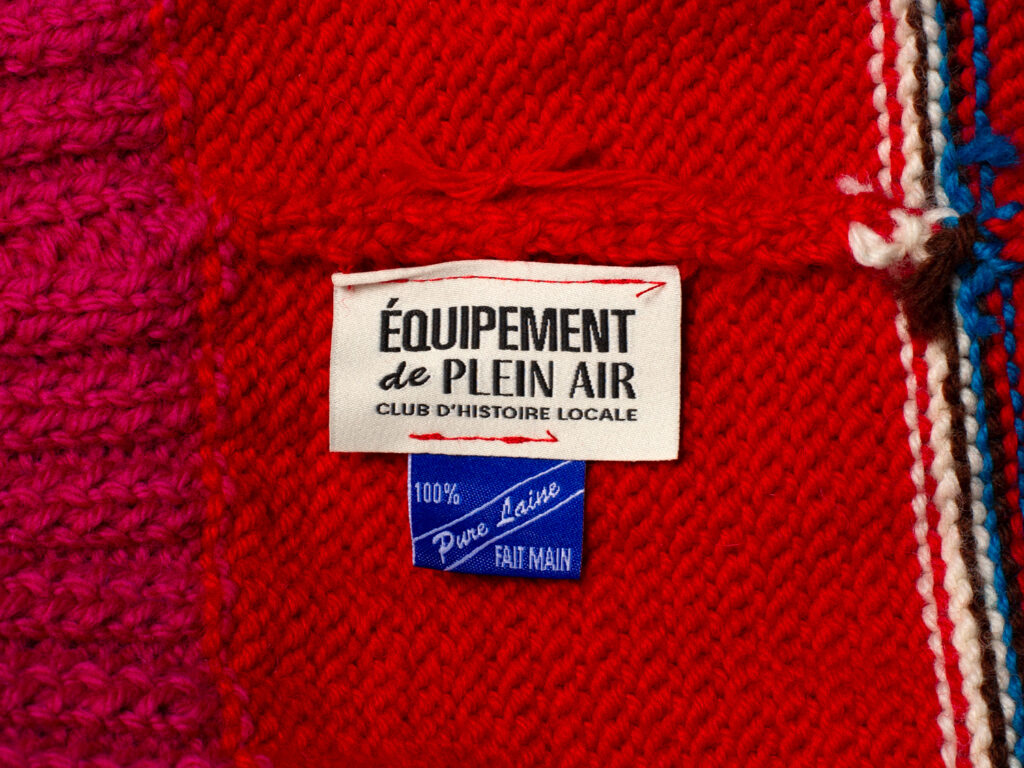 ÉQUIPEMENT
de PLEIN AIR
CLUB D'HISTOIRE LOCALE
100%
Pure Laine
FAIT MAIN